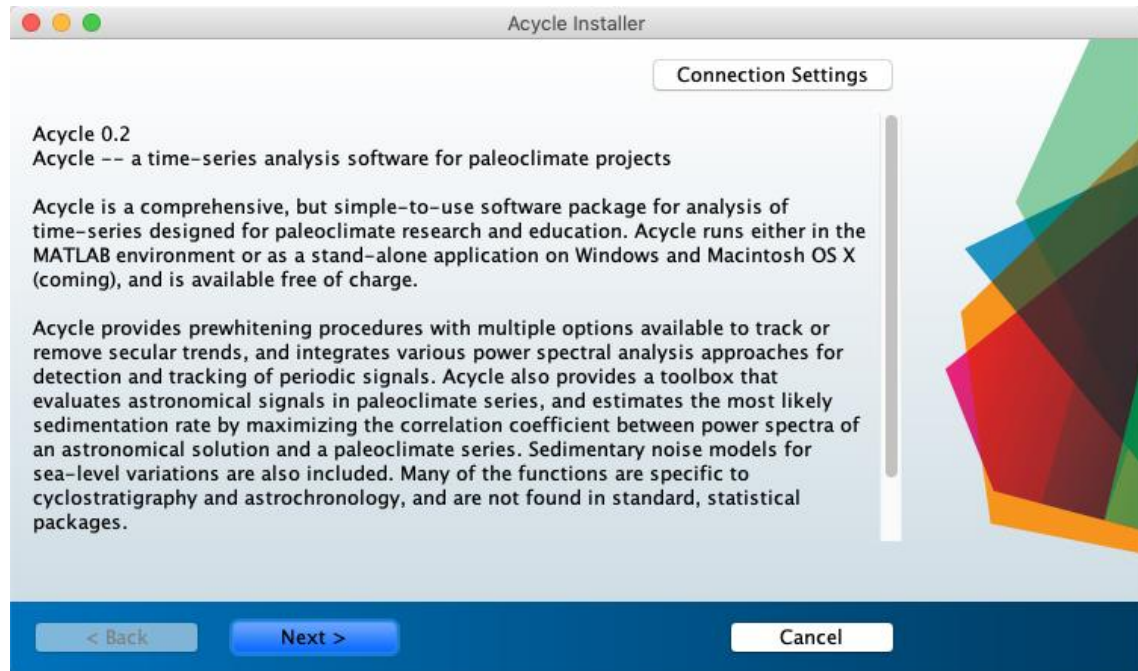 Acycle Installer
Connection Settings
Acycle 0.2
Acycle -- a time-series analysis software for paleoclimate projects
Acycle is a comprehensive, but simple-to-use software package for analysis of
time-series designed for paleoclimate research and education. Acycle runs either in the
MATLAB environment or as a stand-alone application on Windows and Macintosh OS X
(coming), and is available free of charge.
Acycle provides prewhitening procedures with multiple options available to track or
remove secular trends, and integrates various power spectral analysis approaches for
detection and tracking of periodic signals. Acycle also provides a toolbox that
evaluates astronomical signals in paleoclimate series, and estimates the most likely
sedimentation rate by maximizing the correlation coefficient between power spectra of
an astronomical solution and a paleoclimate series. Sedimentary noise models for
sea-level variations are also included. Many of the functions are specific to
cyclostratigraphy and astrochronology, and are not found in standard, statistical
packages.
< Back Next > Cancel